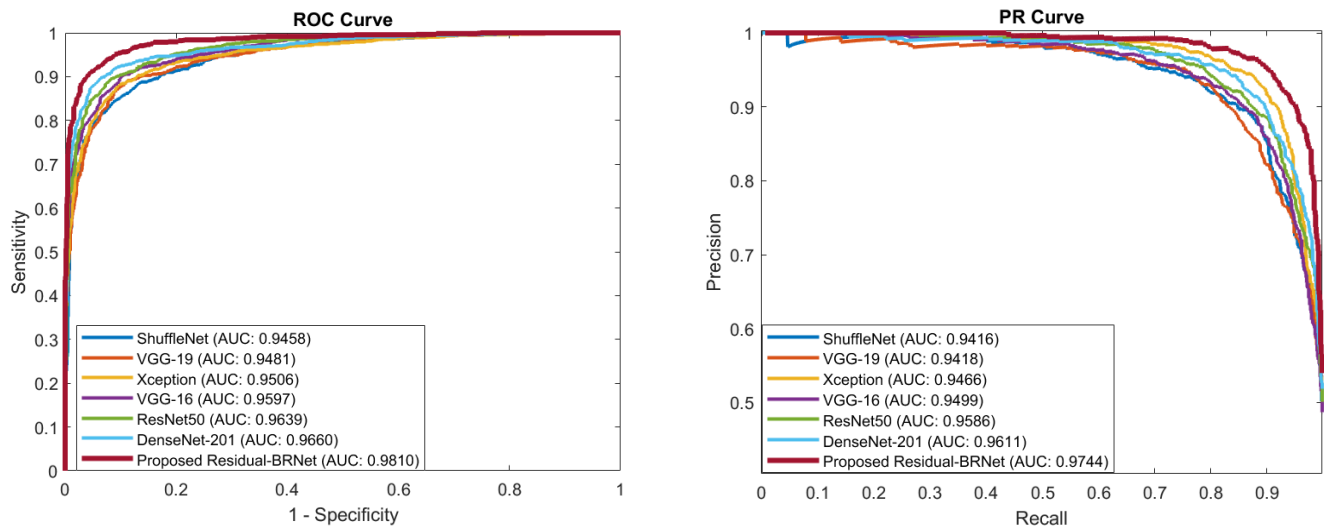 ROC Curve
1
0.9
0.8
0.7
0.6
0.5
0.4
0.3
0.2
0.1
0
Sensitivity
ShuffleNet (AUC: 0.9458)
VGG-19 (AUC: 0.9481)
Xception (AUC: 0.9506)
VGG-16 (AUC: 0.9597)
ResNet50 (AUC: 0.9639)
DenseNet-201 (AUC: 0.9660)
Proposed Residual-BRNet (AUC: 0.9810)
0 0.2 0.4 0.6 0.8 1
1 - Specificity
PR Curve
1
0.9
0.8
0.7
0.6
0.5
Precision
ShuffleNet (AUC: 0.9416)
VGG-19 (AUC: 0.9418)
Xception (AUC: 0.9466)
VGG-16 (AUC: 0.9499)
ResNet50 (AUC: 0.9586)
DenseNet-201 (AUC: 0.9611)
Proposed Residual-BRNet (AUC: 0.9744)
0 0.1 0.2 0.3 0.4 0.5 0.6 0.7 0.8 0.9
Recall